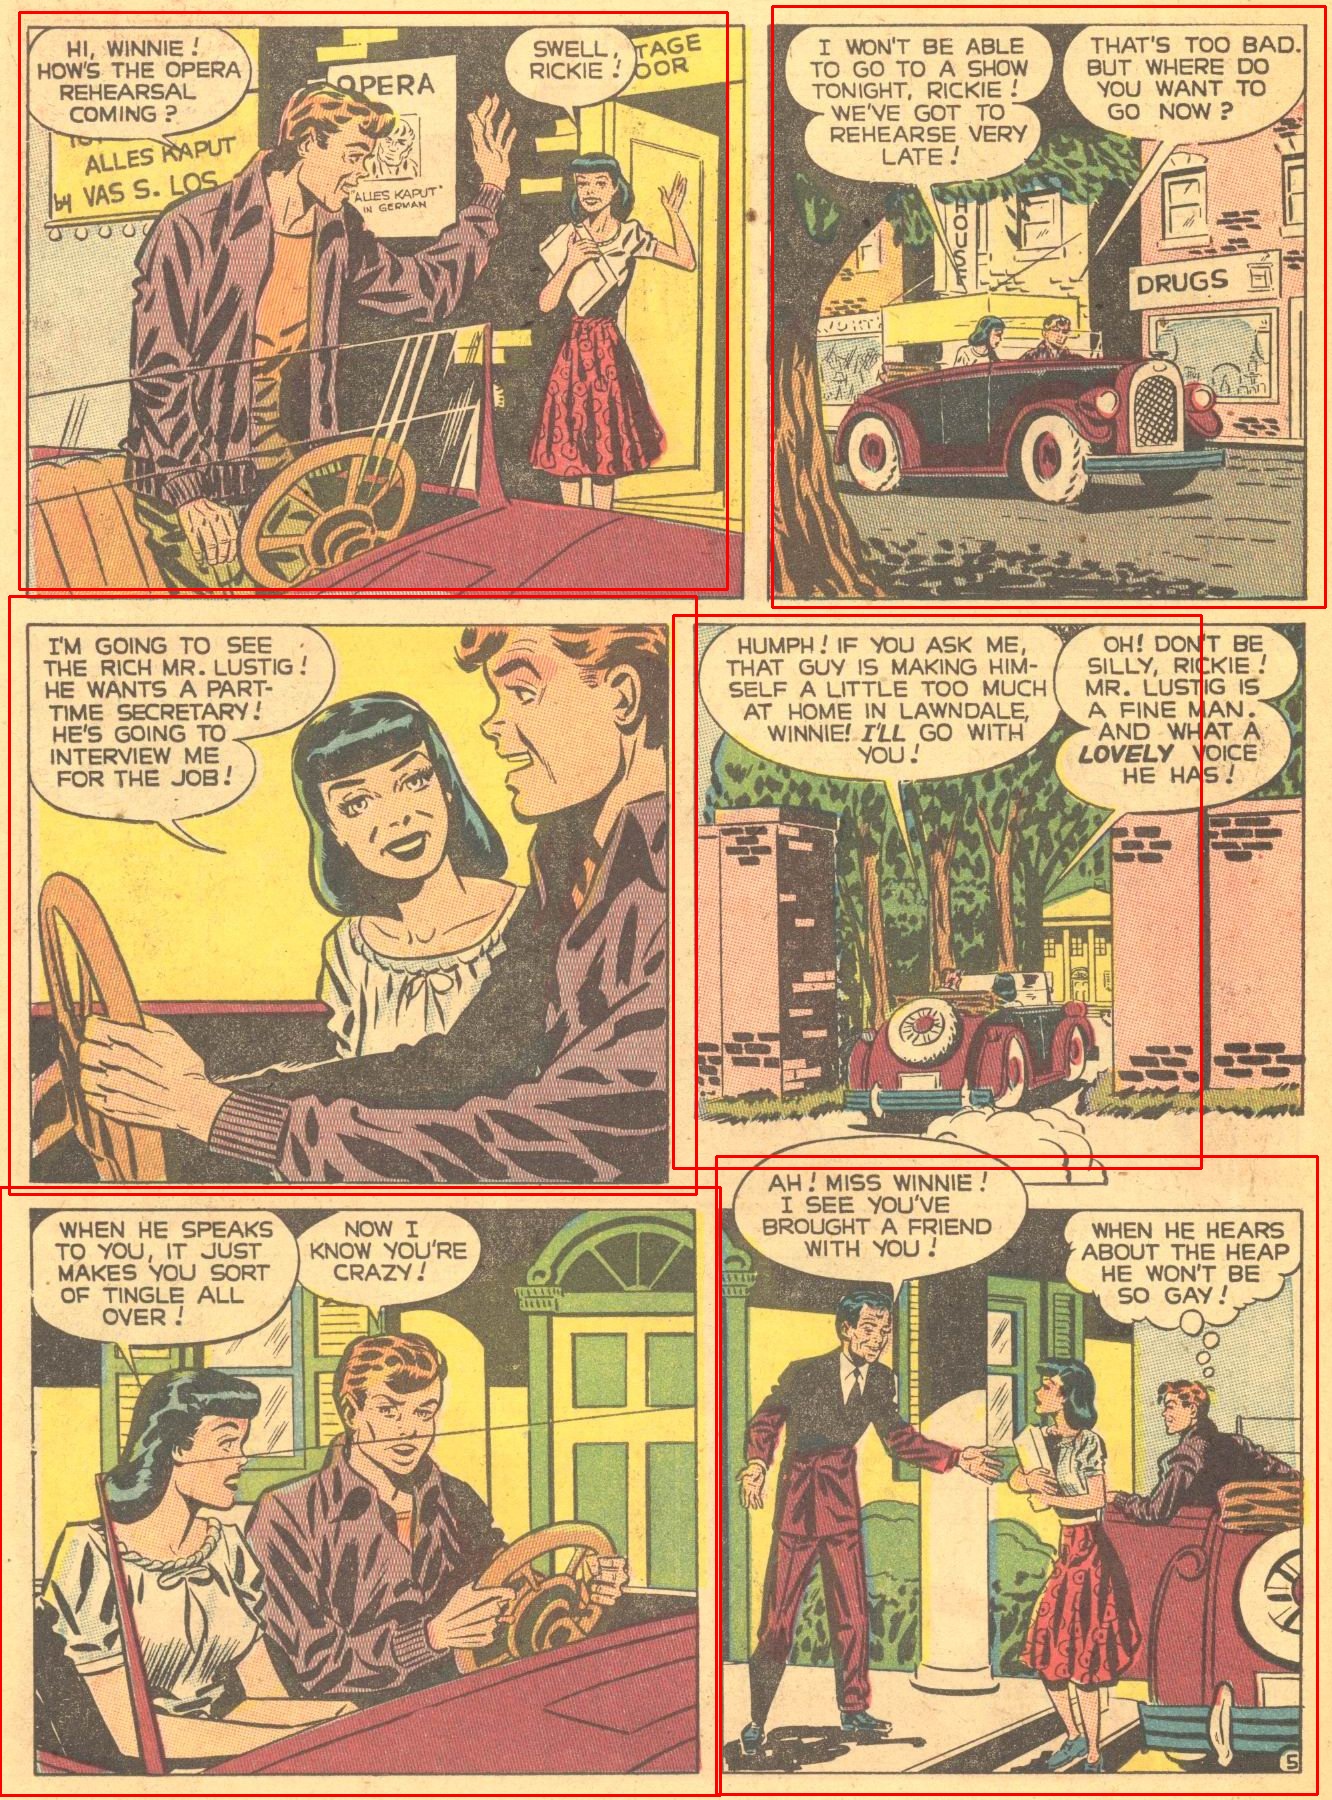 HI, WINNIE!
HOW'S THE OPERA
REHEARSAL
COMING?
SWELL,
RICKIE!
TAGE
OOR
OPERA
ALLES KAPUT
VAS S. LOS
"ALLES KAPUT"
IN GERMAN
I WON'T BE ABLE
TO GO TO A SHOW
TONIGHT, RICKIE!
WE'VE GOT TO
REHEARSE VERY
LATE!
THAT'S TOO BAD.
BUT WHERE DO
YOU WANT TO
GO NOW?
HOUSE
DRUGS
I'M GOING TO SEE
THE RICH MR. LUSTIG!
HE WANTS A PART-
TIME SECRETARY!
HE'S GOING TO
INTERVIEW ME
FOR THE JOB!
HUMPH! IF YOU ASK ME,
THAT GUY IS MAKING HIM-
SELF A LITTLE TOO MUCH
AT HOME IN LAWNDALE,
WINNIE! I'LL GO WITH
YOU!
OH! DON'T BE
SILLY, RICKIE!
MR. LUSTIG IS
A FINE MAN.
AND WHAT A
LOVELY VOICE
HE HAS!
WHEN HE SPEAKS
TO YOU, IT JUST
MAKES YOU SORT
OF TINGLE ALL
OVER!
NOW I
KNOW YOU'RE
CRAZY!
AH! MISS WINNIE!
I SEE YOU'VE
BROUGHT A FRIEND
WITH YOU!
WHEN HE HEARS
ABOUT THE HEAP
HE WON'T BE
SO GAY!
5